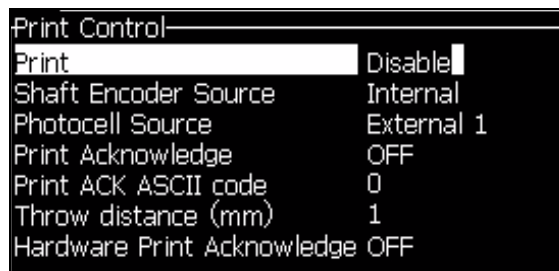 Print Control
Print Disable
Shaft Encoder Source Internal
Photocell Source External 1
Print Acknowledge OFF
Print ACK ASCII code 0
Throw distance (mm) 1
Hardware Print Acknowledge OFF